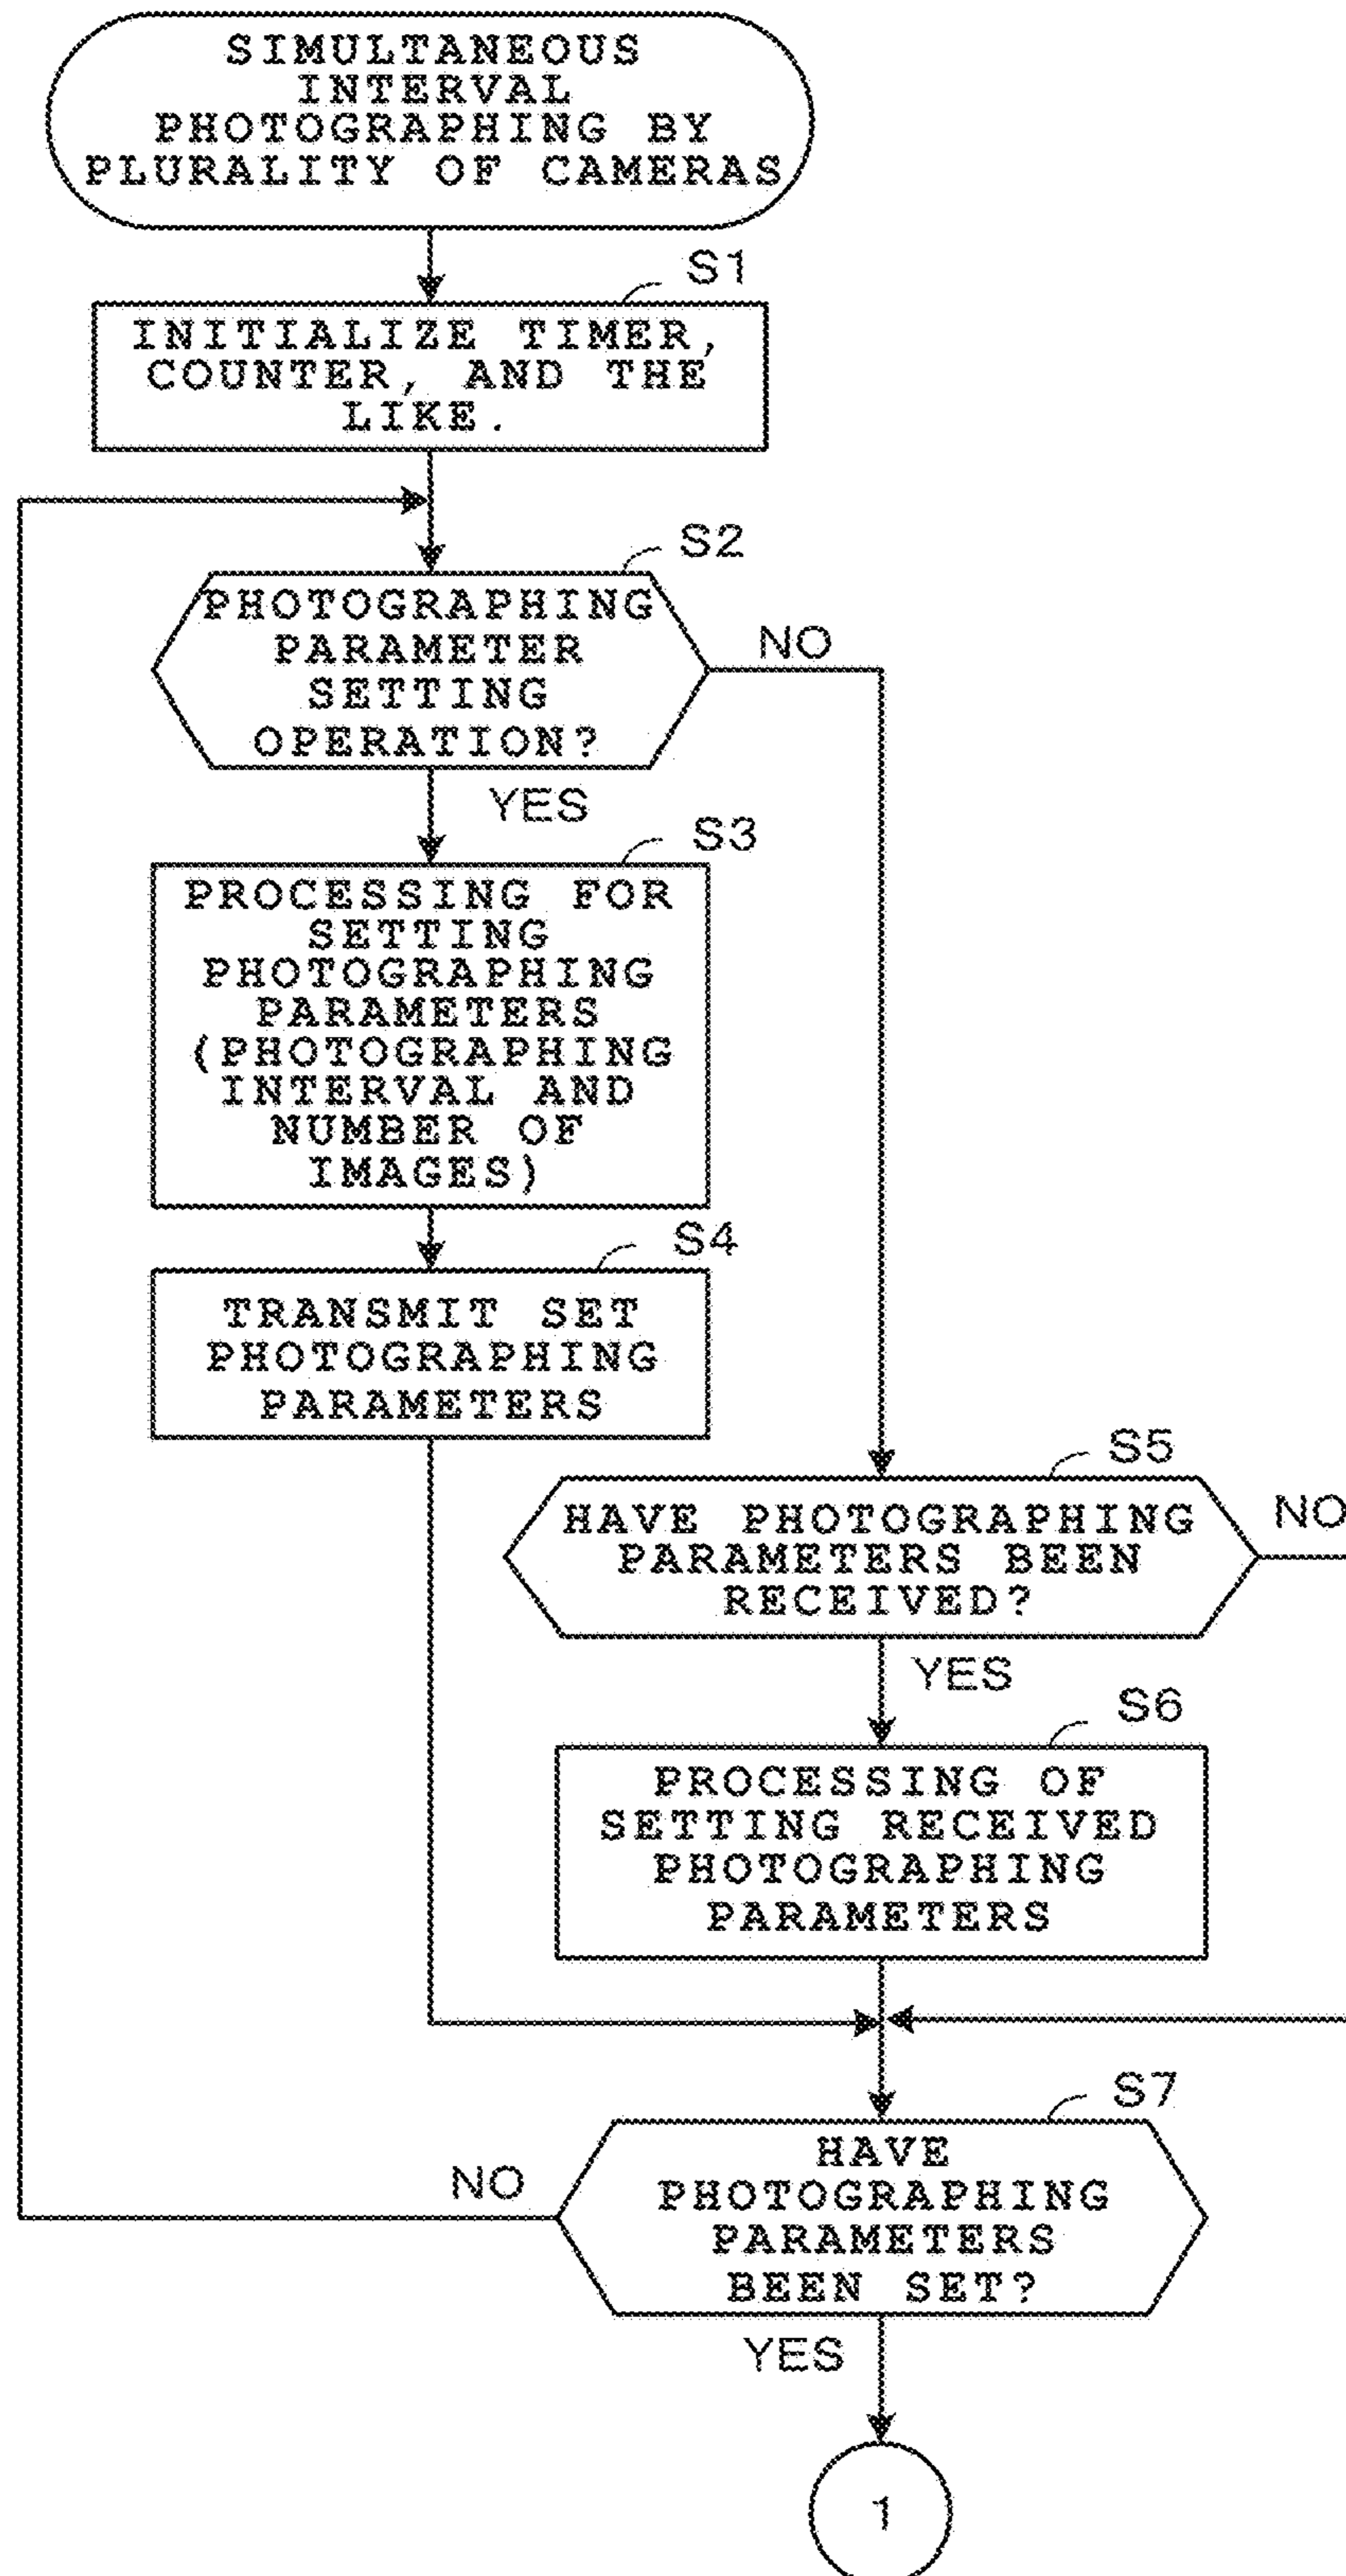 SIMULTANEOUS
INTERVAL
PHOTOGRAPHING BY
PLURALITY OF CAMERAS
S1
INITIALIZE TIMER,
COUNTER, AND THE
LIKE.
S2
PHOTOGRAPHING
PARAMETER
SETTING
OPERATION?
NO
YES
S3
PROCESSING FOR
SETTING
PHOTOGRAPHING
PARAMETERS
(PHOTOGRAPHING
INTERVAL AND
NUMBER OF
IMAGES)
S4
TRANSMIT SET
PHOTOGRAPHING
PARAMETERS
S5
HAVE PHOTOGRAPHING
PARAMETERS BEEN
RECEIVED?
NO
YES
S6
PROCESSING OF
SETTING RECEIVED
PHOTOGRAPHING
PARAMETERS
S7
HAVE
PHOTOGRAPHING
PARAMETERS
BEEN SET?
NO
YES
1